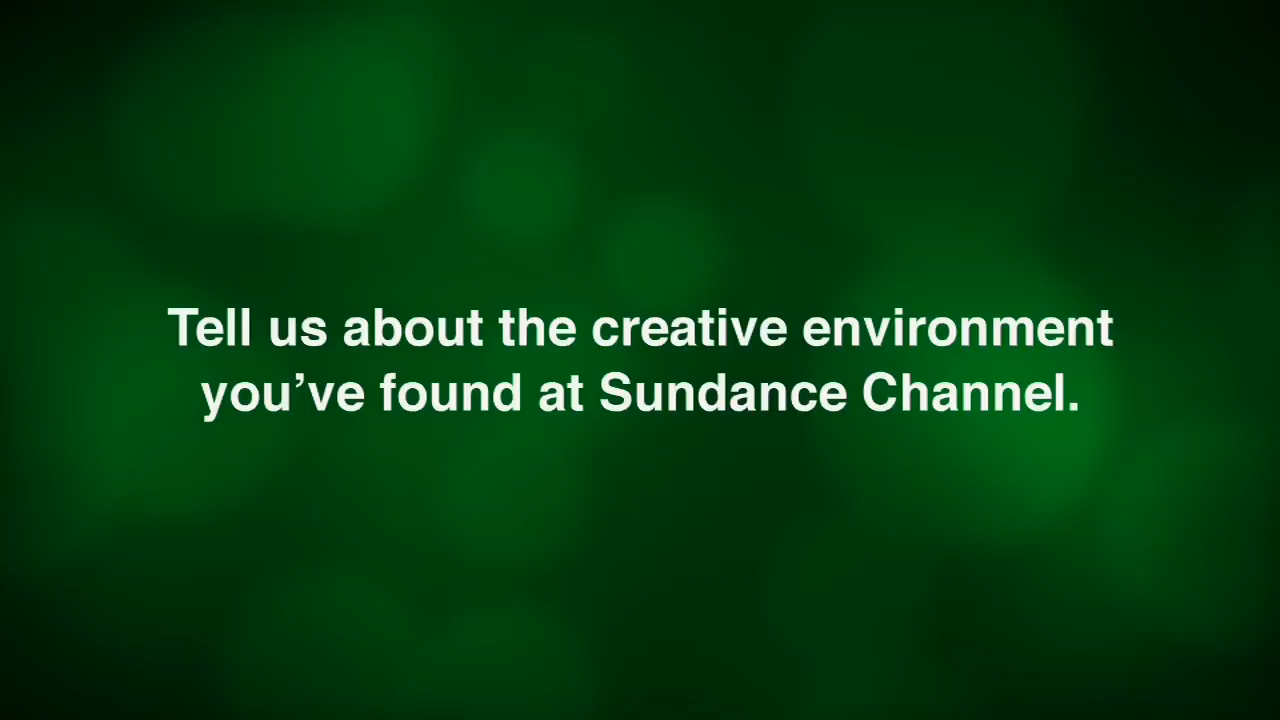 Tell us about the creative environment
you’ve found at Sundance Channel.